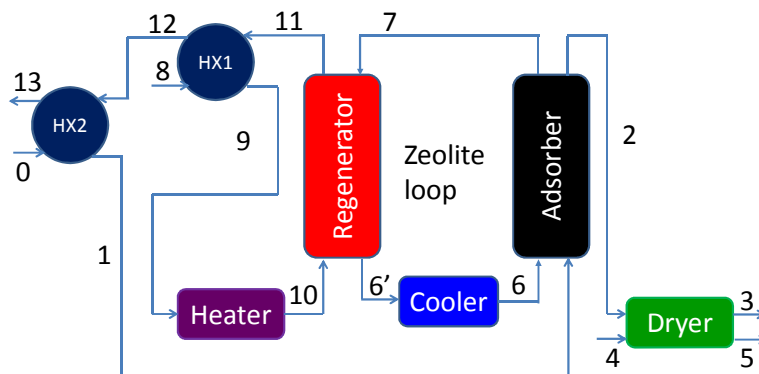 12
11
7
HX1
8
13
HX2
0
9
1
Regenerator
Zeolite
loop
Adsorber
2
Heater
10
6’
Cooler
6
Dryer
3
4
5